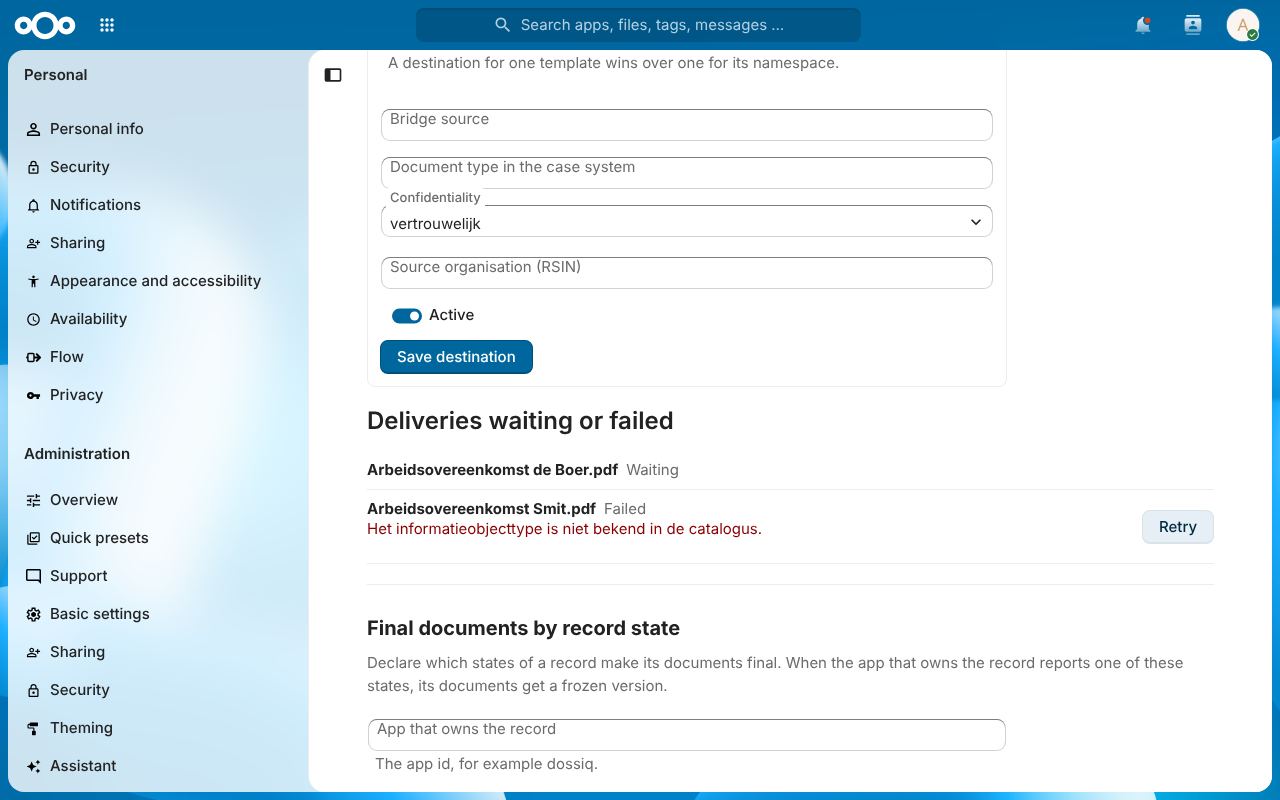 Search apps, files, tags, messages ...
A
Personal
Personal info
Security
Notifications
Sharing
Appearance and accessibility
Availability
Flow
Privacy
Administration
Overview
Quick presets
Support
Basic settings
Sharing
Security
Theming
Assistant
A destination for one template wins over one for its namespace.
Bridge source
Document type in the case system
Confidentiality
vertrouwelijk
Source organisation (RSIN)
Active
Save destination
Deliveries waiting or failed
Arbeidsovereenkomst de Boer.pdf Waiting
Arbeidsovereenkomst Smit.pdf Failed
Het informatieobjecttype is niet bekend in de catalogus.
Retry
Final documents by record state
Declare which states of a record make its documents final. When the app that owns the record reports one of these
states, its documents get a frozen version.
App that owns the record
The app id, for example dossiq.